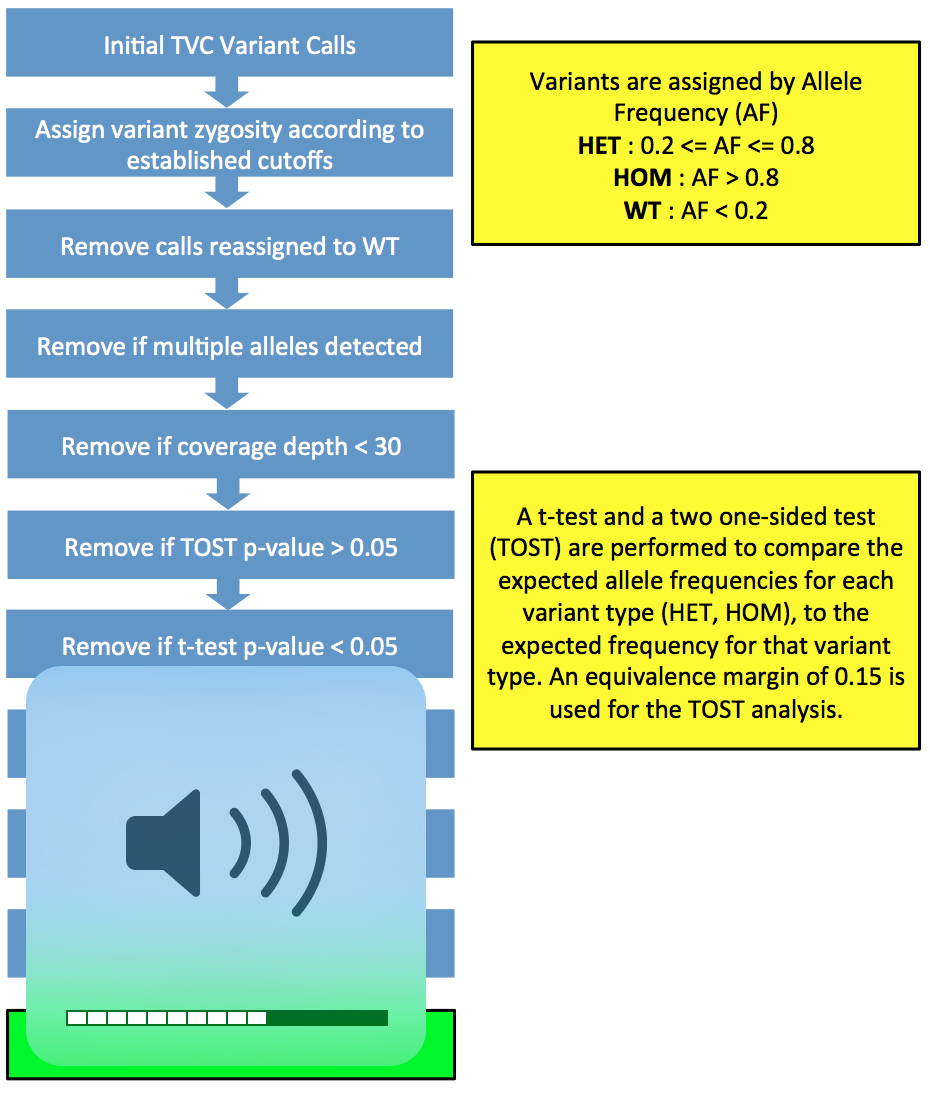 Initial TVC Variant Calls
Assign variant zygosity according to
established cutoffs
Remove calls reassigned to WT
Remove if multiple alleles detected
Remove if coverage depth < 30
Remove if TOST p-value > 0.05
Remove if t-test p-value < 0.05
Variants are assigned by Allele
Frequency (AF)
HET : 0.2 <= AF <= 0.8
HOM : AF > 0.8
WT : AF < 0.2
A t-test and a two one-sided test
(TOST) are performed to compare the
expected allele frequencies for each
variant type (HET, HOM), to the
expected frequency for that variant
type. An equivalence margin of 0.15 is
used for the TOST analysis.